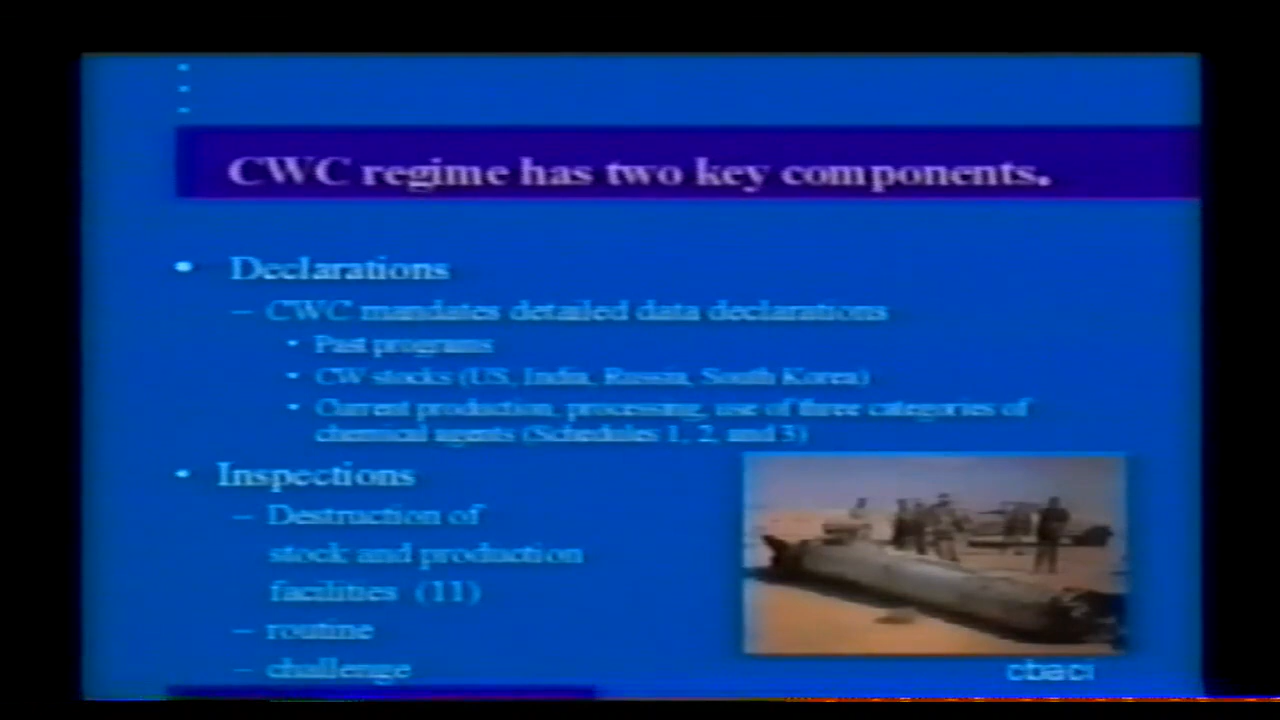 CWC regime has two key components.
• Declarations
– CWC mandates detailed data declarations
• Past programs
• CW stocks (US, India, Russia, South Korea)
• Current production, processing, use of three categories of
chemical agents (Schedules 1, 2, and 3)
• Inspections
– Destruction of
stock and production
facilities (11)
– routine
– challenge
cbaci